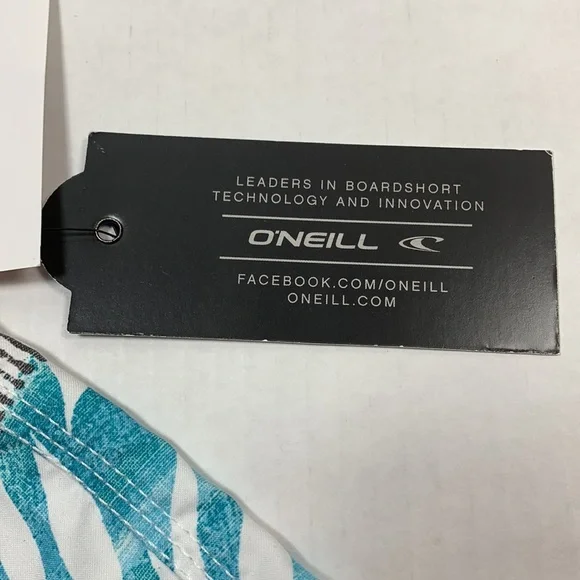 LEADERS IN BOARDSHORT
TECHNOLOGY AND INNOVATION
O'NEILL
FACEBOOK.COM/ONEILL
ONEILL.COM